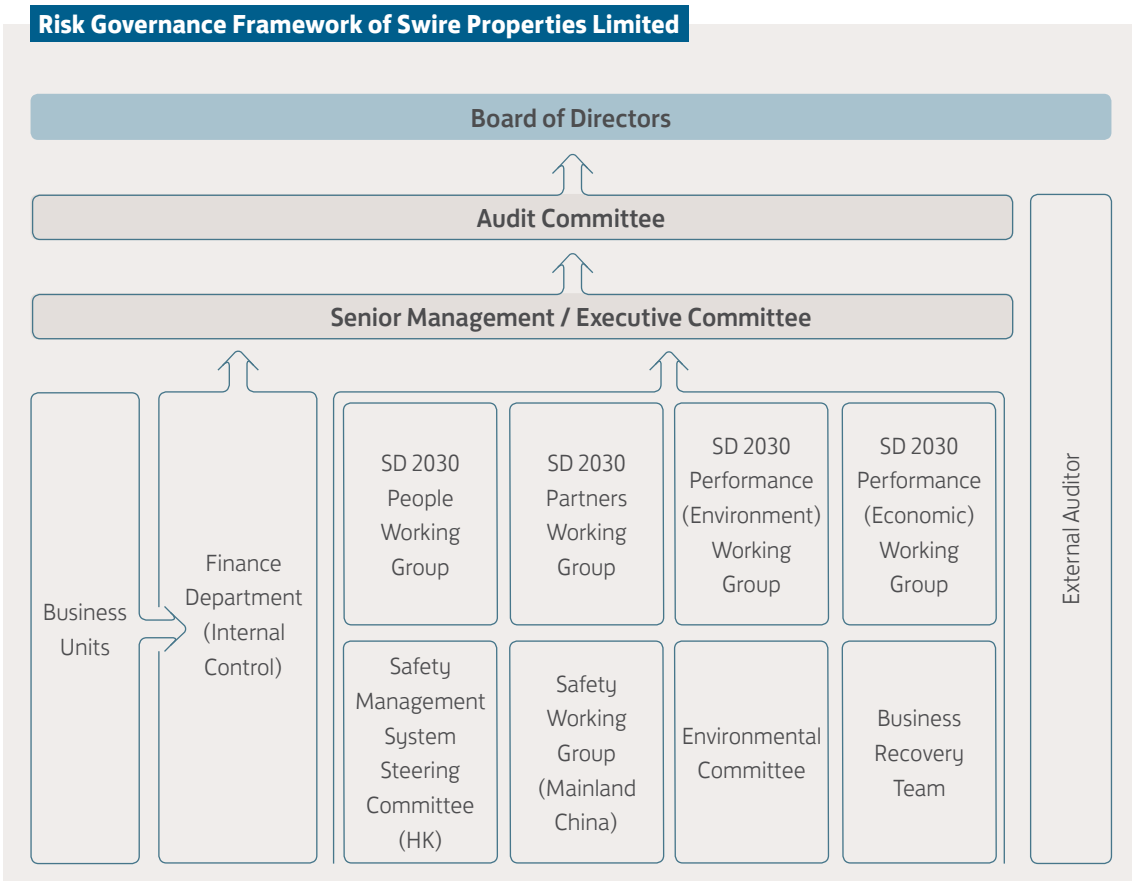 Risk Governance Framework of Swire Properties Limited
Board of Directors
Audit Committee
Senior Management / Executive Committee
Business
Units
Finance
Department
(Internal
Control)
SD 2030
People
Working
Group
SD 2030
Partners
Working
Group
SD 2030
Performance
(Environment)
Working
Group
SD 2030
Performance
(Economic)
Working
Group
Safety
Management
System
Steering
Committee
(HK)
Safety
Working
Group
(Mainland
China)
Environmental
Committee
Business
Recovery
Team
External Auditor